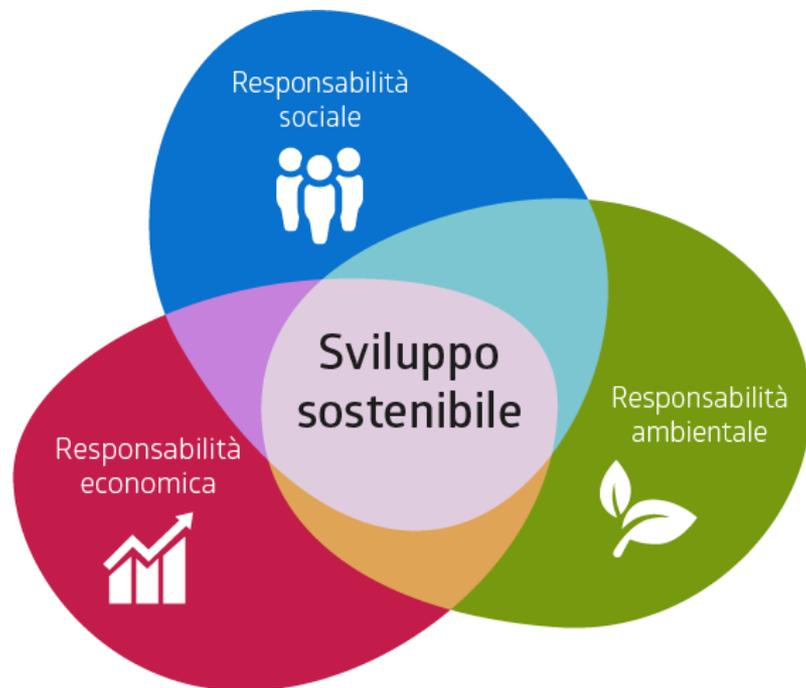 Responsabilità
sociale
Sviluppo
sostenibile
Responsabilità
ambientale
Responsabilità
economica